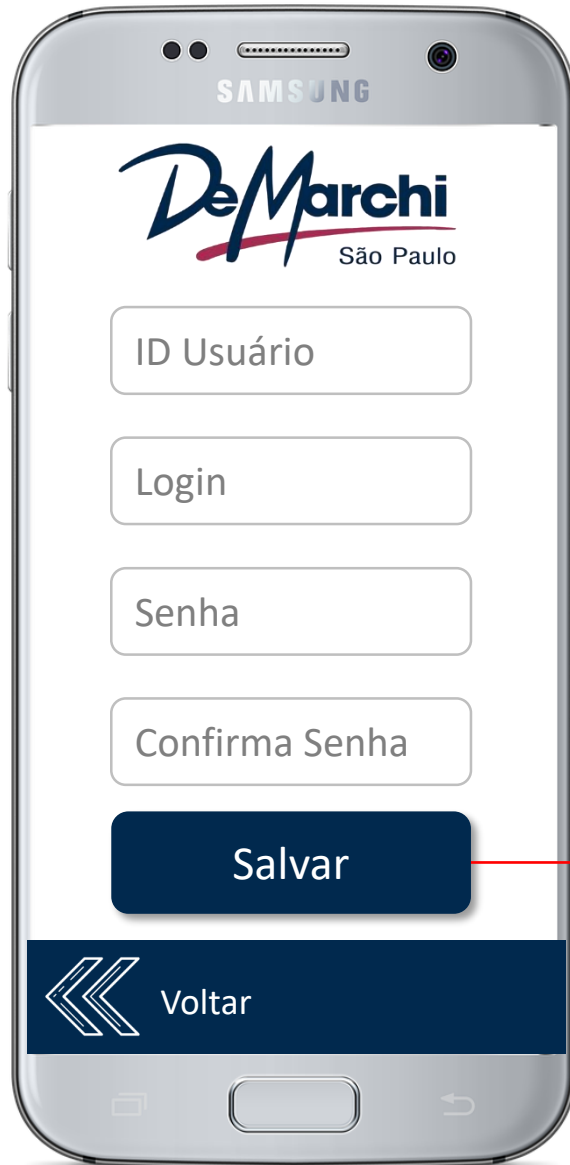 SAMSUNG
DeMarchi
São Paulo
ID Usuário
Login
Senha
Confirma Senha
Salvar
Voltar